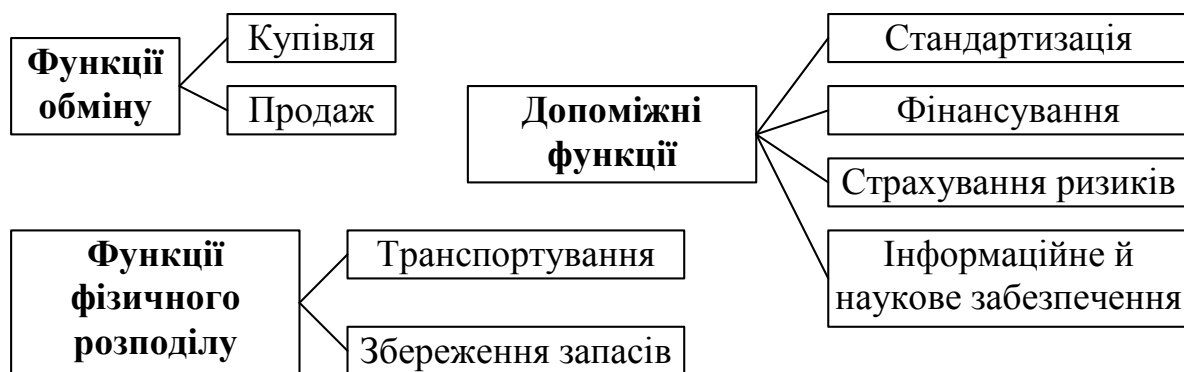 Функції
обміну
Купівля
Продаж
Функції
фізичного
розподілу
Транспортування
Збереження запасів
Допоміжні
функції
Стандартизація
Фінансування
Страхування ризиків
Інформаційне й
наукове забезпечення